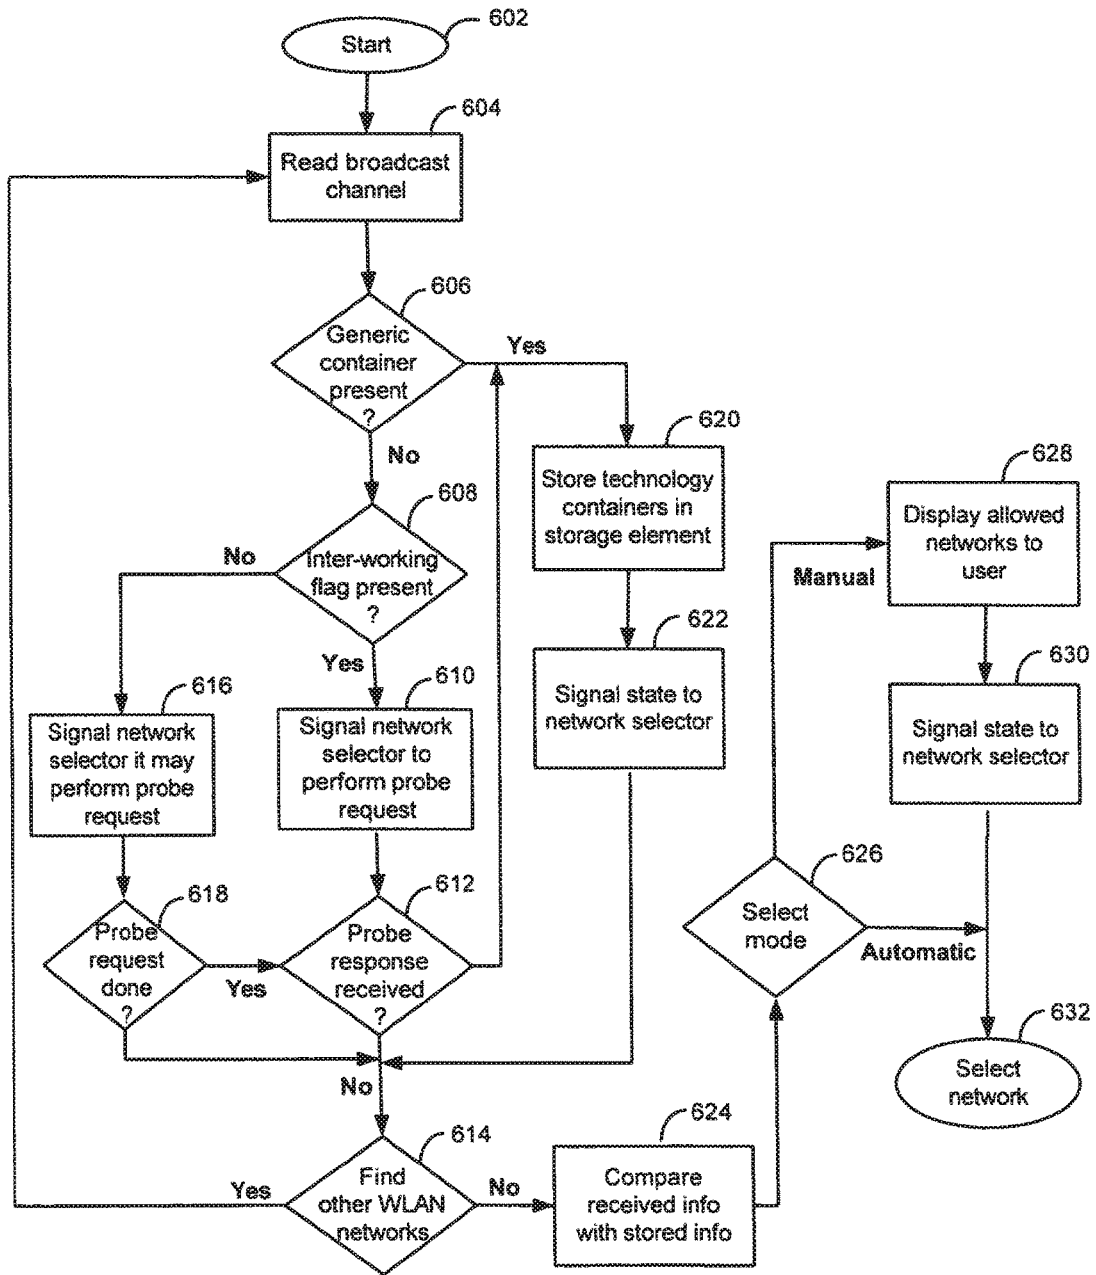 602
Start
604
Read broadcast
channel
606
Generic
container
present
?
Yes
No
608
Inter-working
flag present
?
No
Yes
620
Store technology
containers in
storage element
622
Signal state to
network selector
616
Signal network
selector it may
perform probe
request
610
Signal network
selector to
perform probe
request
618
Probe
request
done
?
Yes
612
Probe
response
received
?
No
614
Find
other WLAN
networks
Yes
No
624
Compare
received info
with stored info
626
Select
mode
Manual
Automatic
628
Display allowed
networks to
user
630
Signal state to
network selector
632
Select
network